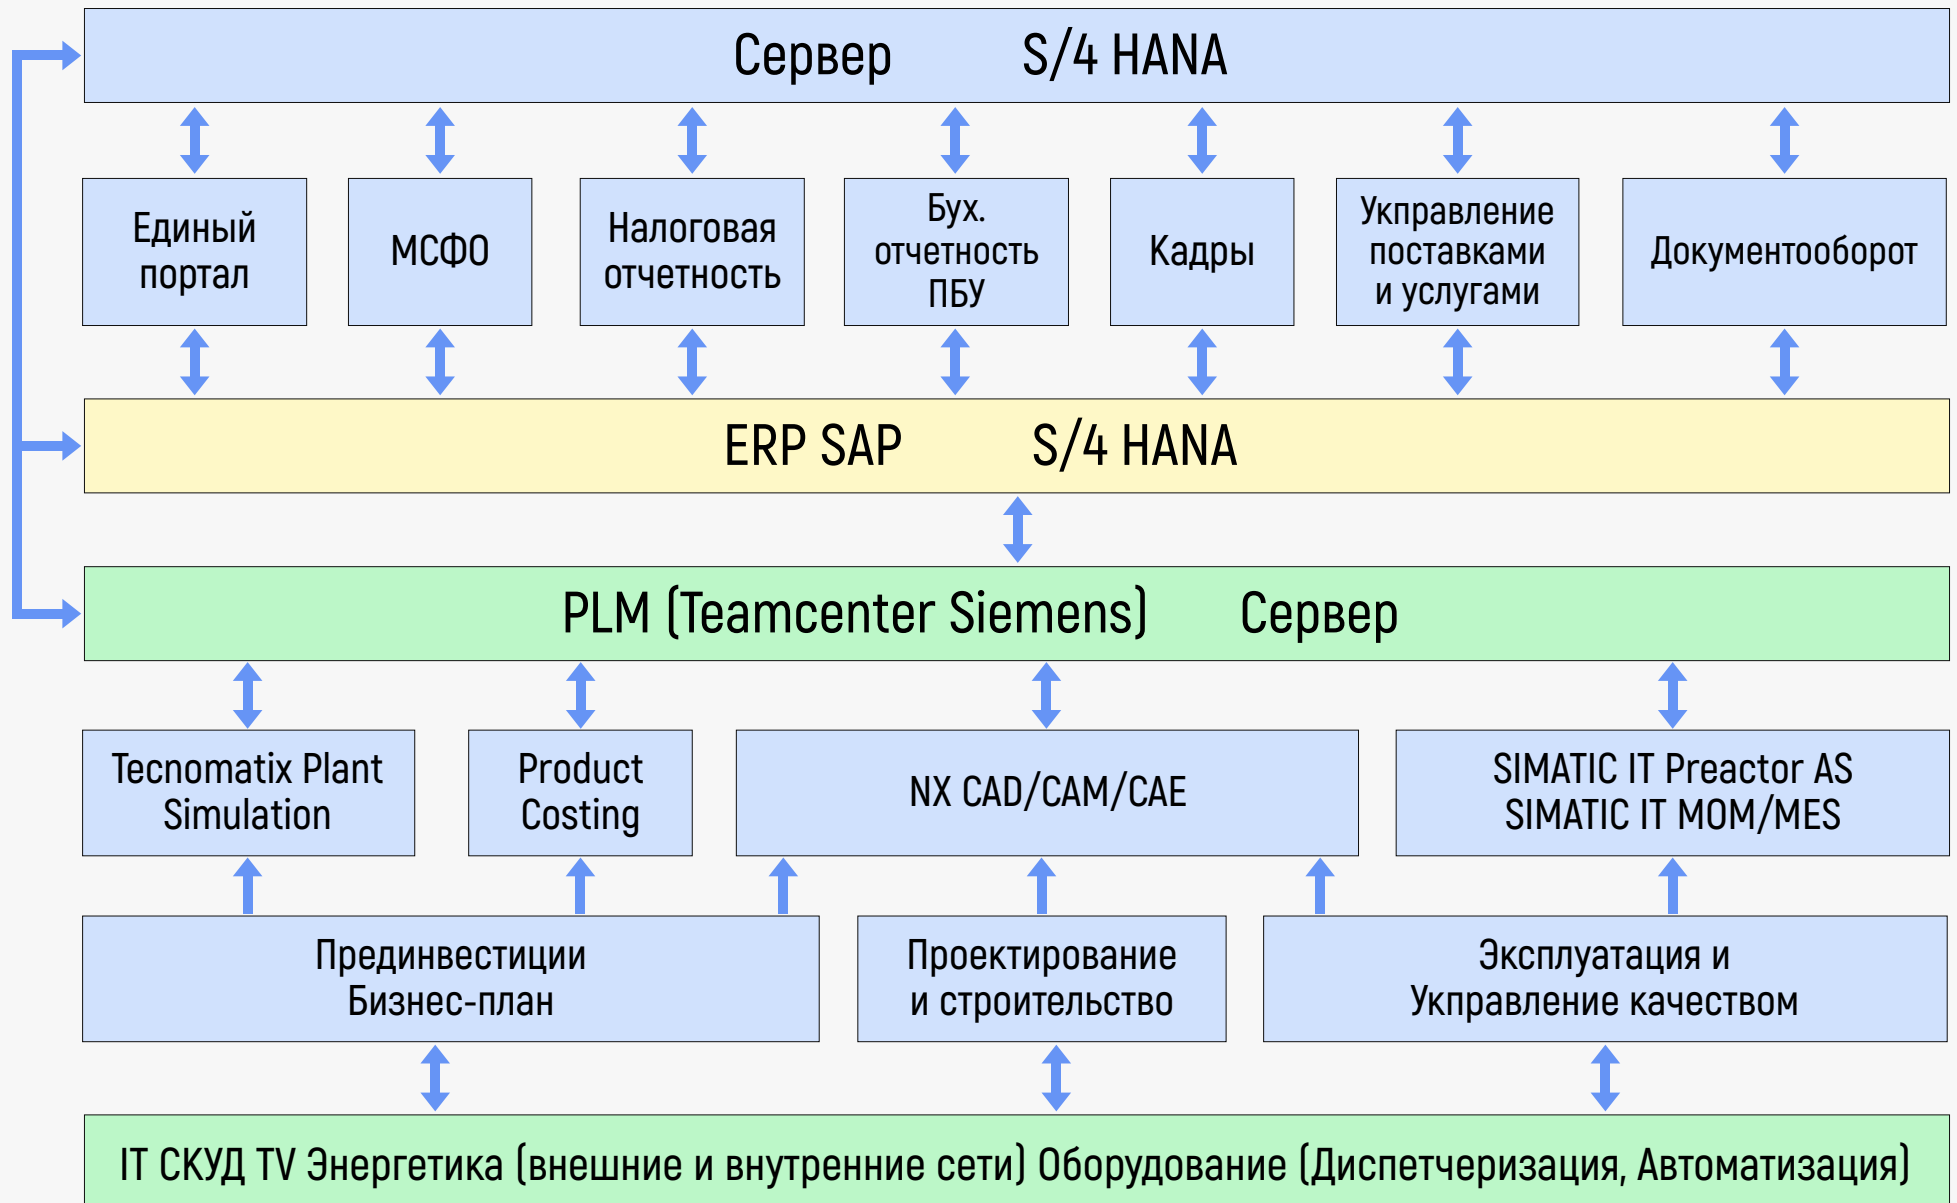 Сервер S/4 HANA
Единый
портал
МСФО
Налоговая
отчетность
Бух.
отчетность
ПБУ
Кадры
Укправление
поставками
и услугами
Документооборот
ERP SAP S/4 HANA
PLM (Teamcenter Siemens) Сервер
Tecnomatix Plant
Simulation
Product
Costing
NX CAD/CAM/CAE
SIMATIC IT Preactor AS
SIMATIC IT MOM/MES
Прединвестиции
Бизнес-план
Проектирование
и строительство
Эксплуатация и
Укправление качеством
IT СКУД TV Энергетика (внешние и внутренние сети) Оборудование (Диспетчеризация, Автоматизация)